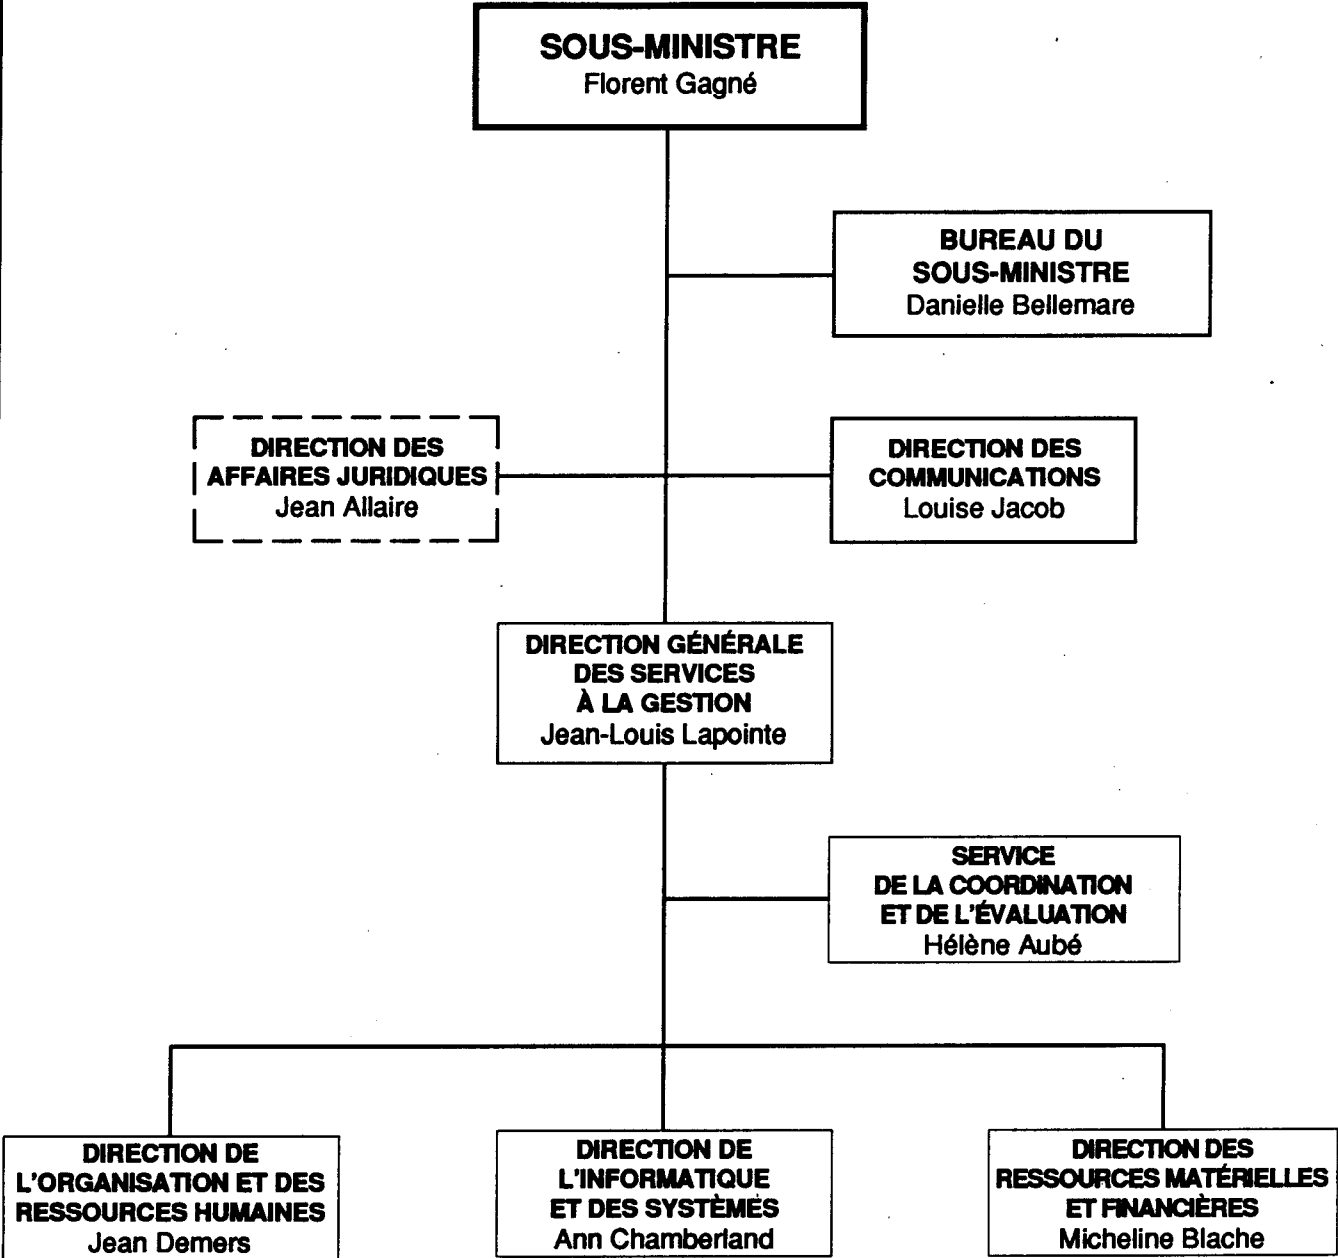 SOUS-MINISTRE
Florent Gagné
BUREAU DU
SOUS-MINISTRE
Danielle Bellemare
DIRECTION DES
AFFAIRES JURIDIQUES
Jean Allaire
DIRECTION DES
COMMUNICATIONS
Louise Jacob
DIRECTION GÉNÉRALE
DES SERVICES
À LA GESTION
Jean-Louis Lapointe
SERVICE
DE LA COORDINATION
ET DE L'ÉVALUATION
Hélène Aubé
DIRECTION DE
L'ORGANISATION ET DES
RESSOURCES HUMAINES
Jean Demers
DIRECTION DE
L'INFORMATIQUE
ET DES SYSTÈMES
Ann Chamberland
DIRECTION DES
RESSOURCES MATÉRIELLES
ET FINANCIÈRES
Micheline Blache